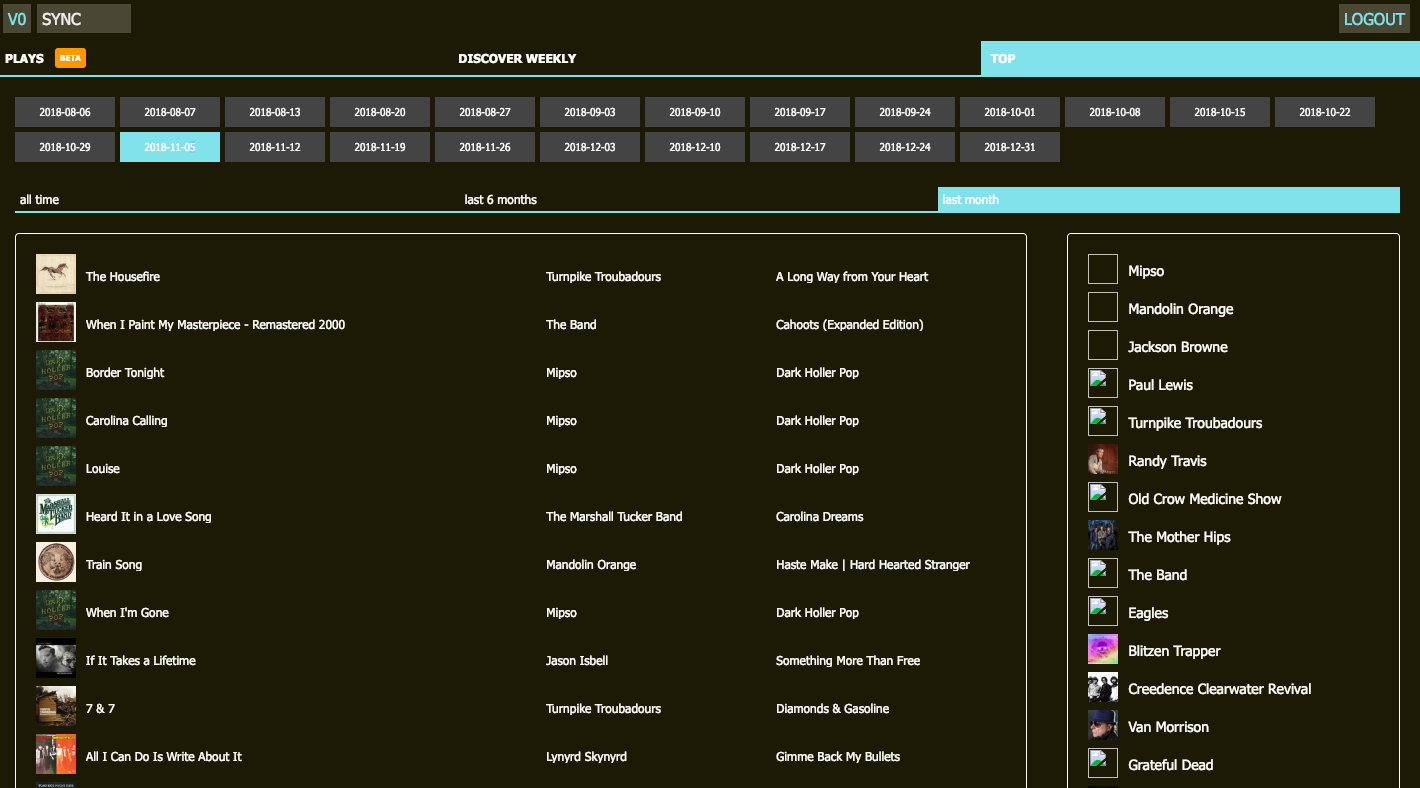 V0 SYNC LOGOUT
PLAYS BETA DISCOVER WEEKLY TOP
2018-08-06 2018-08-07 2018-08-13 2018-08-20 2018-08-27 2018-09-03 2018-09-10 2018-09-17 2018-09-24 2018-10-01 2018-10-08 2018-10-15 2018-10-22
2018-10-29 2018-11-05 2018-11-12 2018-11-19 2018-11-26 2018-12-03 2018-12-10 2018-12-17 2018-12-24 2018-12-31
all time last 6 months last month
The Housefire Turnpike Troubadours A Long Way from Your Heart
When I Paint My Masterpiece - Remastered 2000 The Band Cahoots (Expanded Edition)
Border Tonight Mipso Dark Holler Pop
Carolina Calling Mipso Dark Holler Pop
Louise Mipso Dark Holler Pop
Heard It in a Love Song The Marshall Tucker Band Carolina Dreams
Train Song Mandolin Orange Haste Make | Hard Hearted Stranger
When I'm Gone Mipso Dark Holler Pop
If It Takes a Lifetime Jason Isbell Something More Than Free
7 & 7 Turnpike Troubadours Diamonds & Gasoline
All I Can Do Is Write About It Lynyrd Skynyrd Gimme Back My Bullets
Mipso
Mandolin Orange
Jackson Browne
Paul Lewis
Turnpike Troubadours
Randy Travis
Old Crow Medicine Show
The Mother Hips
The Band
Eagles
Blitzen Trapper
Creedence Clearwater Revival
Van Morrison
Grateful Dead